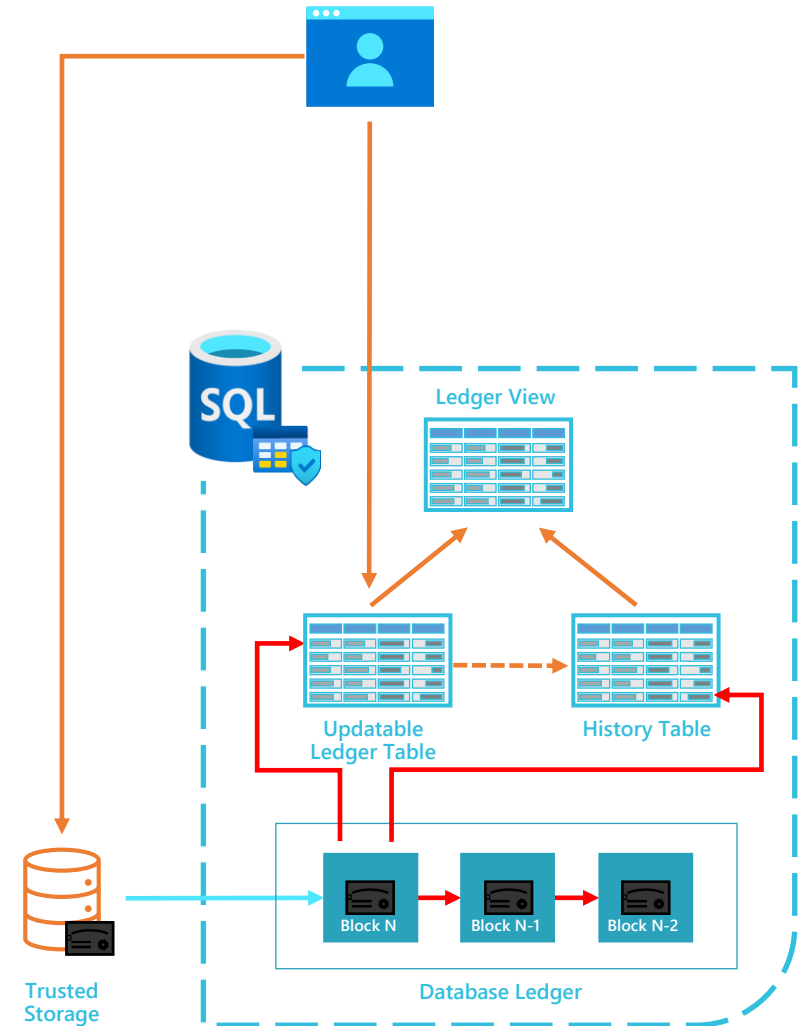 SQL
Ledger View
Updatable
Ledger Table
History Table
Block N
Block N-1
Block N-2
Database Ledger
Trusted
Storage